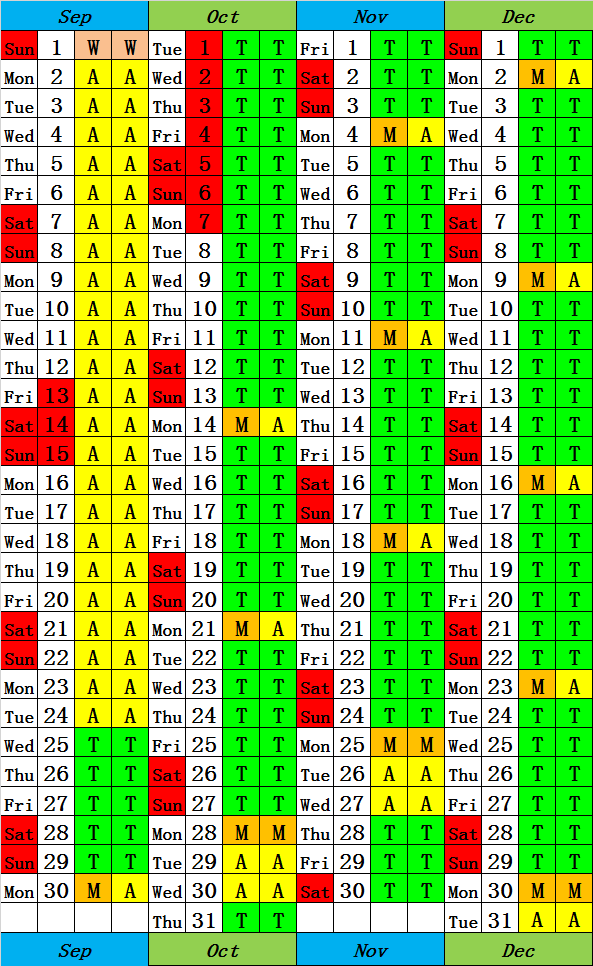 Sep Oct Nov Dec
Sun 1 W W Tue 1 T T Fri 1 T T Sun 1 T T
Mon 2 A A Wed 2 T T Sat 2 T T Mon 2 M A
Tue 3 A A Thu 3 T T Sun 3 T T Tue 3 T T
Wed 4 A A Fri 4 T T Mon 4 M A Wed 4 T T
Thu 5 A A Sat 5 T T Tue 5 T T Thu 5 T T
Fri 6 A A Sun 6 T T Wed 6 T T Fri 6 T T
Sat 7 A A Mon 7 T T Thu 7 T T Sat 7 T T
Sun 8 A A Tue 8 T T Fri 8 T T Sun 8 T T
Mon 9 A A Wed 9 T T Sat 9 T T Mon 9 M A
Tue 10 A A Thu 10 T T Sun 10 T T Tue 10 T T
Wed 11 A A Fri 11 T T Mon 11 M A Wed 11 T T
Thu 12 A A Sat 12 T T Tue 12 T T Thu 12 T T
Fri 13 A A Sun 13 T T Wed 13 T T Fri 13 T T
Sat 14 A A Mon 14 M A Thu 14 T T Sat 14 T T
Sun 15 A A Tue 15 T T Fri 15 T T Sun 15 T T
Mon 16 A A Wed 16 T T Sat 16 T T Mon 16 M A
Tue 17 A A Thu 17 T T Sun 17 T T Tue 17 T T
Wed 18 A A Fri 18 T T Mon 18 M A Wed 18 T T
Thu 19 A A Sat 19 T T Tue 19 T T Thu 19 T T
Fri 20 A A Sun 20 T T Wed 20 T T Fri 20 T T
Sat 21 A A Mon 21 M A Thu 21 T T Sat 21 T T
Sun 22 A A Tue 22 T T Fri 22 T T Sun 22 T T
Mon 23 A A Wed 23 T T Sat 23 T T Mon 23 M A
Tue 24 A A Thu 24 T T Sun 24 T T Tue 24 T T
Wed 25 T T Fri 25 T T Mon 25 M M Wed 25 T T
Thu 26 T T Sat 26 T T Tue 26 A A Thu 26 T T
Fri 27 T T Sun 27 T T Wed 27 A A Fri 27 T T
Sat 28 T T Mon 28 M M Thu 28 T T Sat 28 T T
Sun 29 T T Tue 29 A A Fri 29 T T Sun 29 T T
Mon 30 M A Wed 30 A A Sat 30 T T Mon 30 M M
Thu 31 T T Tue 31 A A
Sep Oct Nov Dec